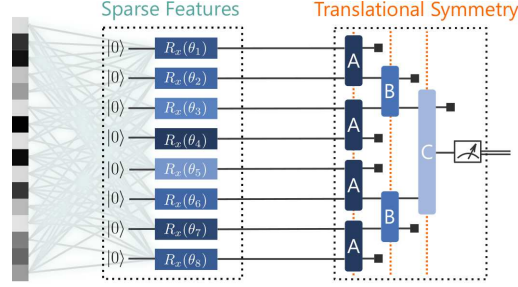 Sparse Features Translational Symmetry
|0⟩ Rₓ(θ₁) A
|0⟩ Rₓ(θ₂) B
|0⟩ Rₓ(θ₃) A
|0⟩ Rₓ(θ₄) C
|0⟩ Rₓ(θ₅) A
|0⟩ Rₓ(θ₆) B
|0⟩ Rₓ(θ₇) A
|0⟩ Rₓ(θ₈)